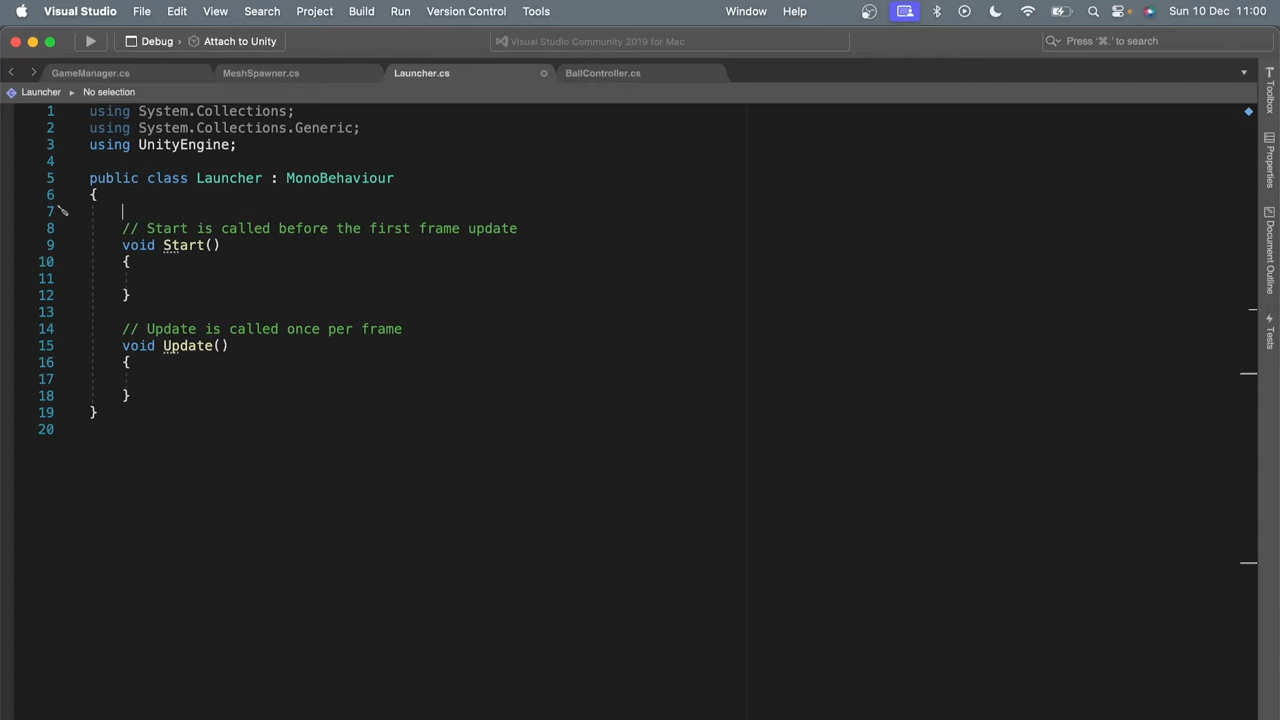 Visual Studio File Edit View Search Project Build Run Version Control Tools Window Help Sun 10 Dec 11:00
Debug › Attach to Unity Visual Studio Community 2019 for Mac Press '⌘.' to search
GameManager.cs MeshSpawner.cs Launcher.cs BallController.cs
Launcher No selection
1 using System.Collections;
2 using System.Collections.Generic;
3 using UnityEngine;
4
5 public class Launcher : MonoBehaviour
6 {
7
8 // Start is called before the first frame update
9 void Start()
10 {
11
12 }
13
14 // Update is called once per frame
15 void Update()
16 {
17
18 }
19 }
20
Toolbox
Properties
Document Outline
Tests